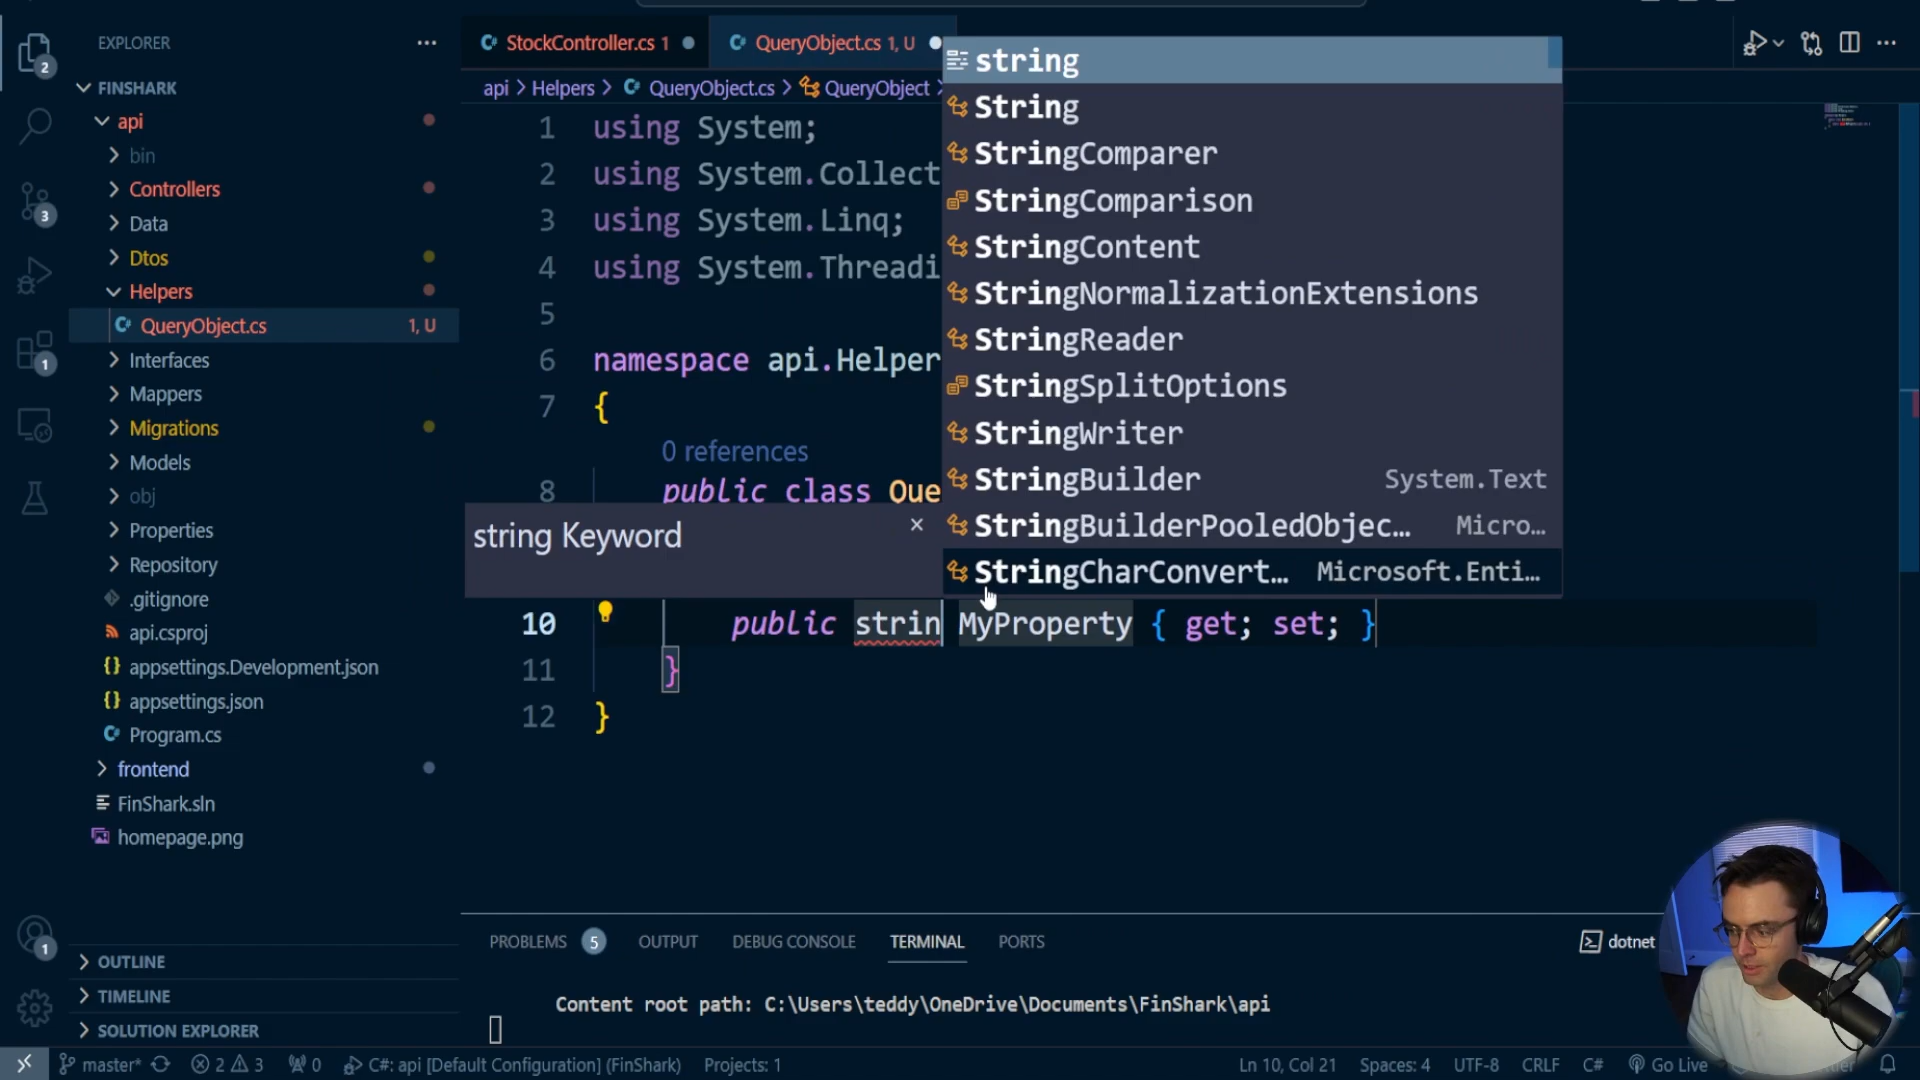 EXPLORER
FINSHARK
api
bin
Controllers
Data
Dtos
Helpers
QueryObject.cs 1, U
Interfaces
Mappers
Migrations
Models
obj
Properties
Repository
.gitignore
api.csproj
appsettings.Development.json
appsettings.json
Program.cs
frontend
FinShark.sln
homepage.png
OUTLINE
TIMELINE
SOLUTION EXPLORER
2
3
1
1
StockController.cs 1
QueryObject.cs 1, U
api > Helpers > QueryObject.cs > QueryObject >
1 using System;
2 using System.Collect
3 using System.Linq;
4 using System.Threadi
5
6 namespace api.Helper
7 {
0 references
8 public class Que
string Keyword
10 public strin MyProperty { get; set; }
11 }
12 }
string
String
StringComparer
StringComparison
StringContent
StringNormalizationExtensions
StringReader
StringSplitOptions
StringWriter
StringBuilder System.Text
StringBuilderPooledObjec… Micro…
StringCharConvert… Microsoft.Enti…
PROBLEMS 5 OUTPUT DEBUG CONSOLE TERMINAL PORTS
dotnet
Content root path: C:\Users\teddy\OneDrive\Documents\FinShark\api
master* 2 3 0 C#: api [Default Configuration] (FinShark) Projects: 1 Ln 10, Col 21 Spaces: 4 UTF-8 CRLF C# Go Live